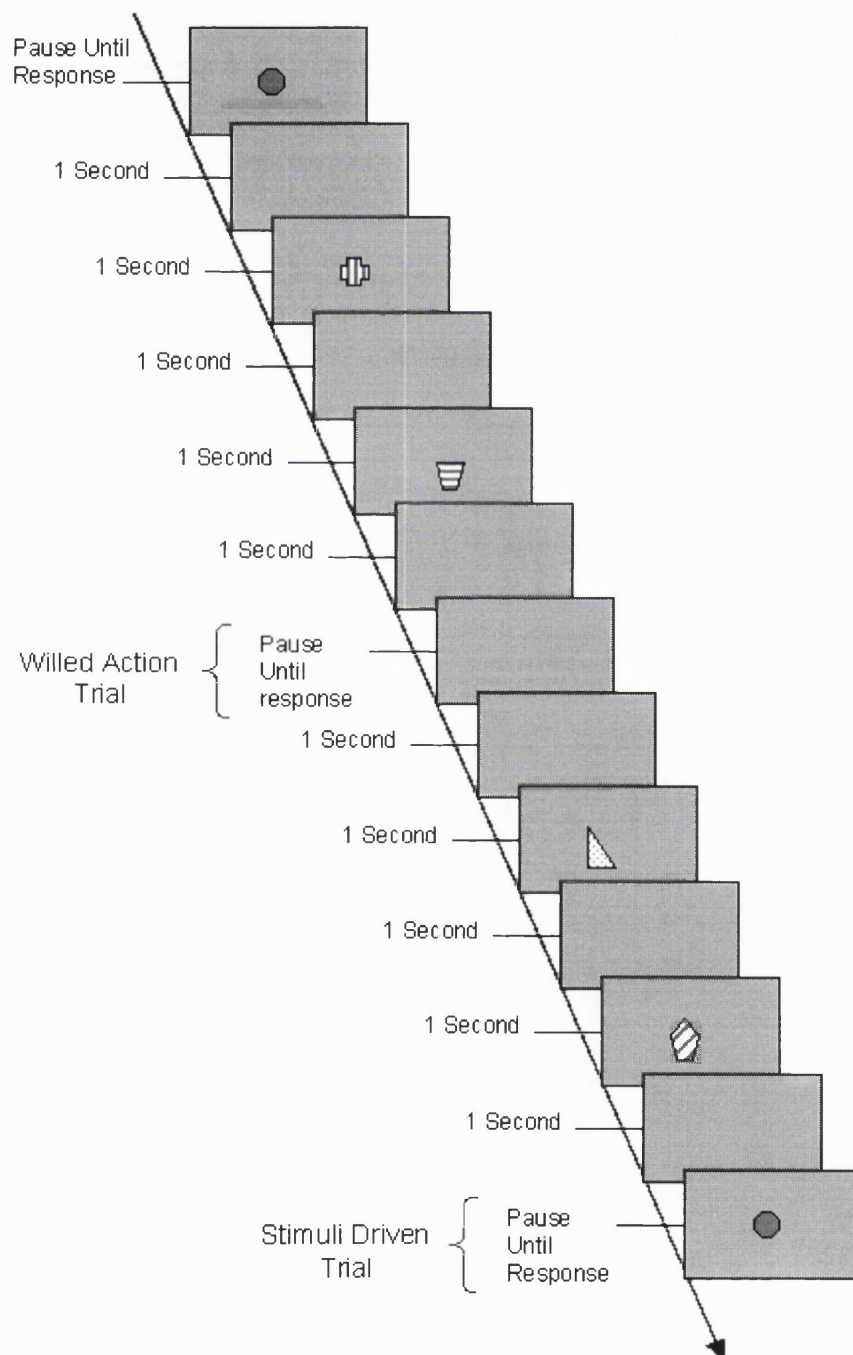 Pause Until
Response
1 Second
1 Second
1 Second
1 Second
1 Second
Willed Action
Trial
Pause
Until
response
1 Second
1 Second
1 Second
1 Second
1 Second
Stimuli Driven
Trial
Pause
Until
Response